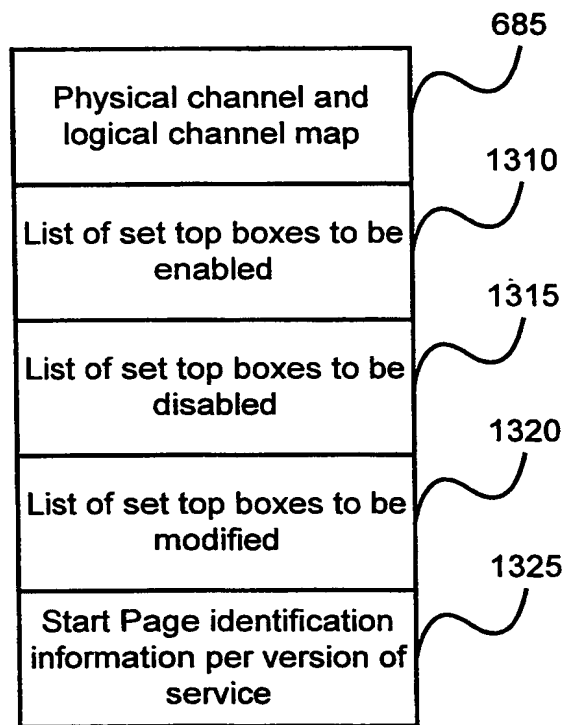 685
Physical channel and
logical channel map
1310
List of set top boxes to be
enabled
1315
List of set top boxes to be
disabled
1320
List of set top boxes to be
modified
1325
Start Page identification
information per version of
service